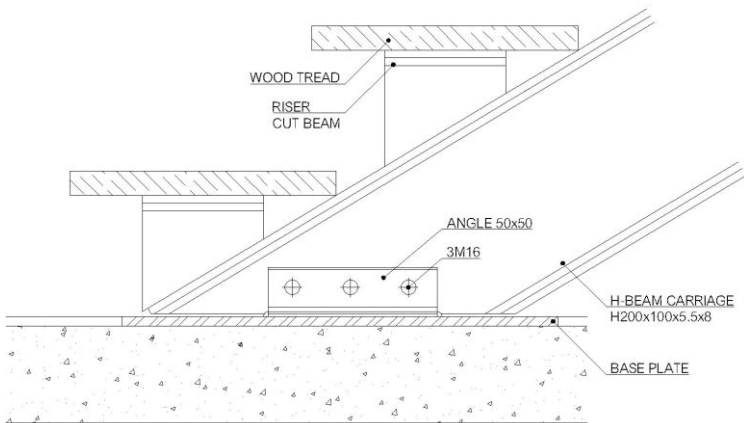 WOOD TREAD
RISER
CUT BEAM
ANGLE 50x50
3M16
H-BEAM CARRIAGE
H200x100x5.5x8
BASE PLATE